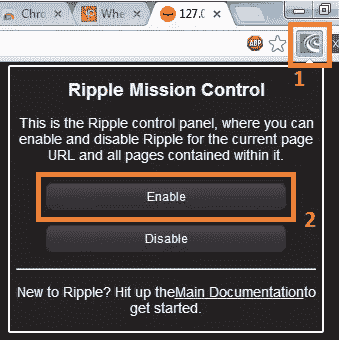 Chro
Whe
127.0
ABP
1
Ripple Mission Control
This is the Ripple control panel, where you can
enable and disable Ripple for the current page
URL and all pages contained within it.
Enable
2
Disable
New to Ripple? Hit up theMain Documentationto
get started.